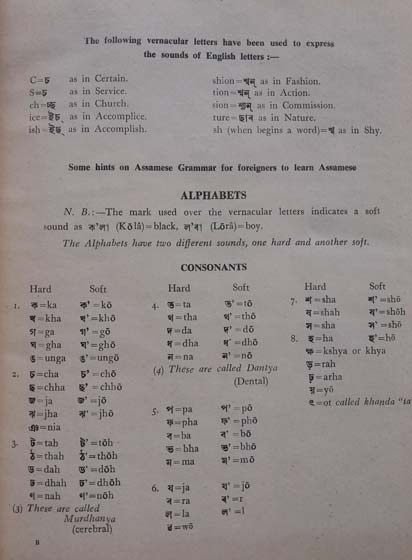 The following vernacular letters have been used to express
the sounds of English letters :—
C=চ as in Certain.
S=চ as in Service.
ch=চ্চ as in Church.
ice=ইচ্ as in Accomplice.
ish=ইচ্ as in Accomplish.
shion= as in Fashion.
tion= as in Action.
sion= as in Commission.
ture= as in Nature.
sh (when begins a word)=শ্ব as in Shy.
Some hints on Assamese Grammar for foreigners to learn Assamese
ALPHABETS
N. B.:—The mark used over the vernacular letters indicates a soft
sound as ক'লা (Kōlā)=black, ল'ৰা (Lōrā)=boy.
The Alphabets have two different sounds, one hard and another soft.
CONSONANTS
Hard Soft
1. ক=ka ক'=kō
খ=kha খ'=khō
গ=ga গ'=gō
ঘ=gha ঘ'=ghō
ঙ=unga ঙ'=ungō
2. চ=cha চ'=chō
ছ=chha ছ'=chhō
জ=ja জ'=jō
ঝ=jha ঝ'=jhō
ঞ=nia
3. ট=tah ট'=tōh
ঠ=thah ঠ'=thōh
ড=dah ড'=dōh
ঢ=dhah ঢ'=dhōh
ণ=nah ণ'=nōh
(3) These are called
Murdhanya
(cerebral)
Hard Soft
4. ত=ta ত'=tō
থ=tha থ'=thō
দ=da দ'=dō
ধ=dha ধ'=dhō
ন=na ন'=nō
(4) These are called Dantya
(Dental)
5. প=pa প'=pō
ফ=pha ফ'=phō
ব=ba ব'=bō
ভ=bha ভ'=bhō
ম=ma ম'=mō
6. য=ja য'=jō
ৰ=ra ৰ'=r
ল=la ল'=l
ৱ=wō
Hard Soft
7. শ=sha শ'=shō
ষ=shah ষ'=shōh
স=sha স'=shō
8. হ=ha হ'=hō
ক্ষ=kshya or khya
ড়=rah
ঢ়=arha
য়=yō
ৎ=ot called khanda "ta
B